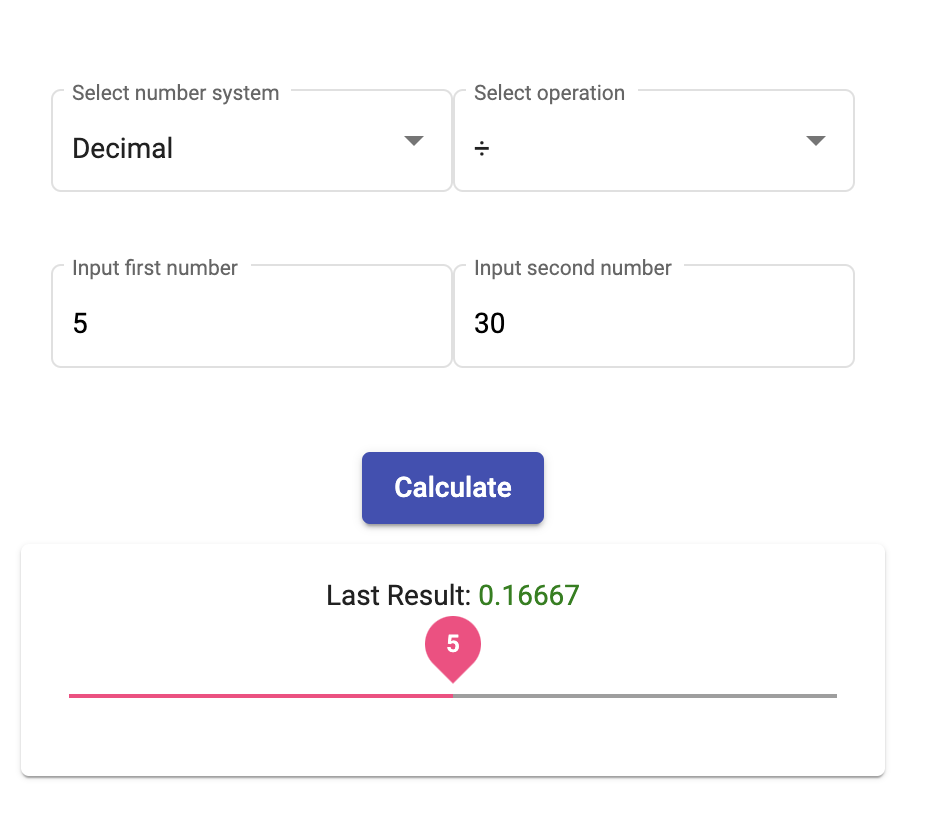 Select number system
Select operation
Decimal
÷
Input first number
Input second number
5
30
Calculate
Last Result: 0.16667
5